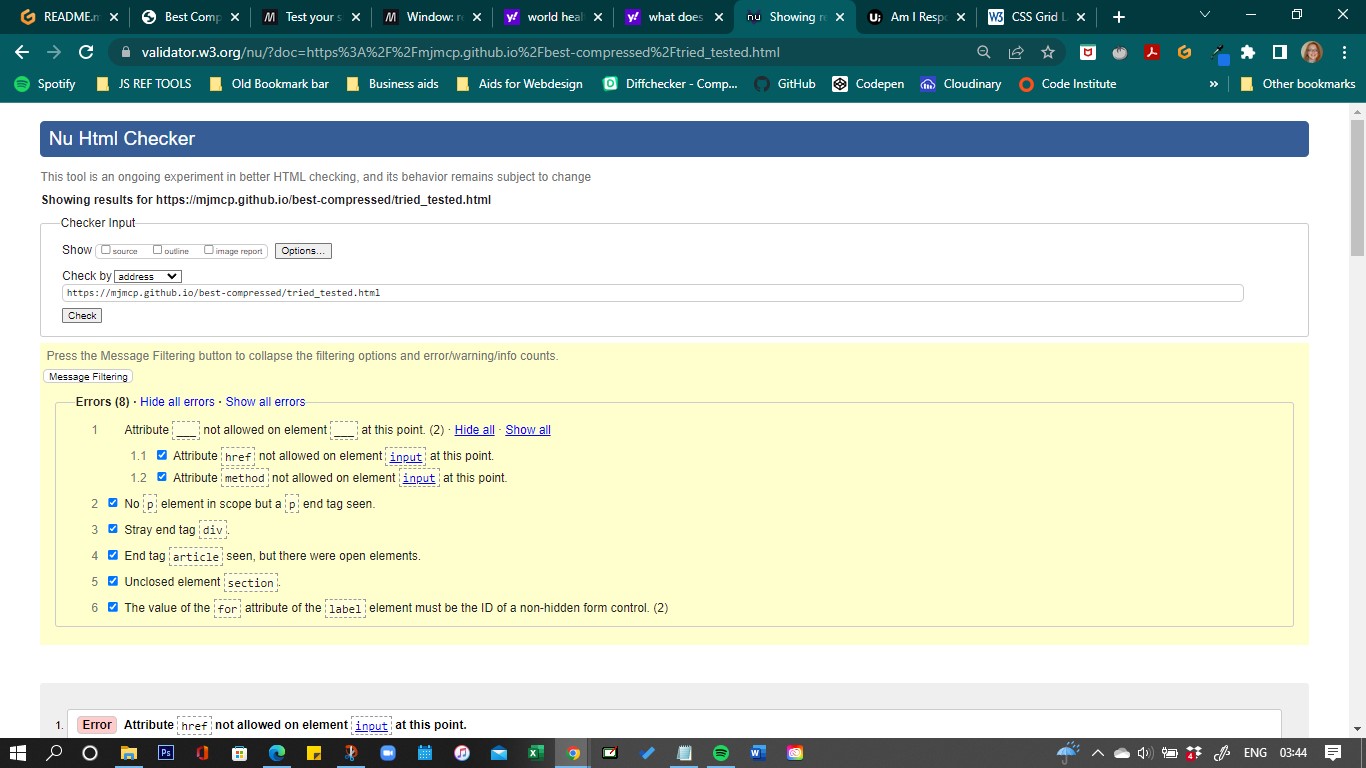 README.m
Best Comp
Test your s
Window: r
world heal
what does
Showing r
Am I Resp
CSS Grid L
validator.w3.org/nu/?doc=https%3A%2F%2Fmjmcp.github.io%2Fbest-compressed%2Ftried_tested.html
Spotify
JS REF TOOLS
Old Bookmark bar
Business aids
Aids for Webdesign
Diffchecker - Comp...
GitHub
Codepen
Cloudinary
Code Institute
»
Other bookmarks
Nu Html Checker
This tool is an ongoing experiment in better HTML checking, and its behavior remains subject to change
Showing results for https://mjmcp.github.io/best-compressed/tried_tested.html
Checker Input
Show source outline image report Options...
Check by address
https://mjmcp.github.io/best-compressed/tried_tested.html
Check
Press the Message Filtering button to collapse the filtering options and error/warning/info counts.
Message Filtering
Errors (8) · Hide all errors · Show all errors
1 Attribute ___ not allowed on element ___ at this point. (2) · Hide all · Show all
1.1 Attribute href not allowed on element input at this point.
1.2 Attribute method not allowed on element input at this point.
2 No p element in scope but a p end tag seen.
3 Stray end tag div.
4 End tag article seen, but there were open elements.
5 Unclosed element section.
6 The value of the for attribute of the label element must be the ID of a non-hidden form control. (2)
1. Error Attribute href not allowed on element input at this point.
ENG 03:44